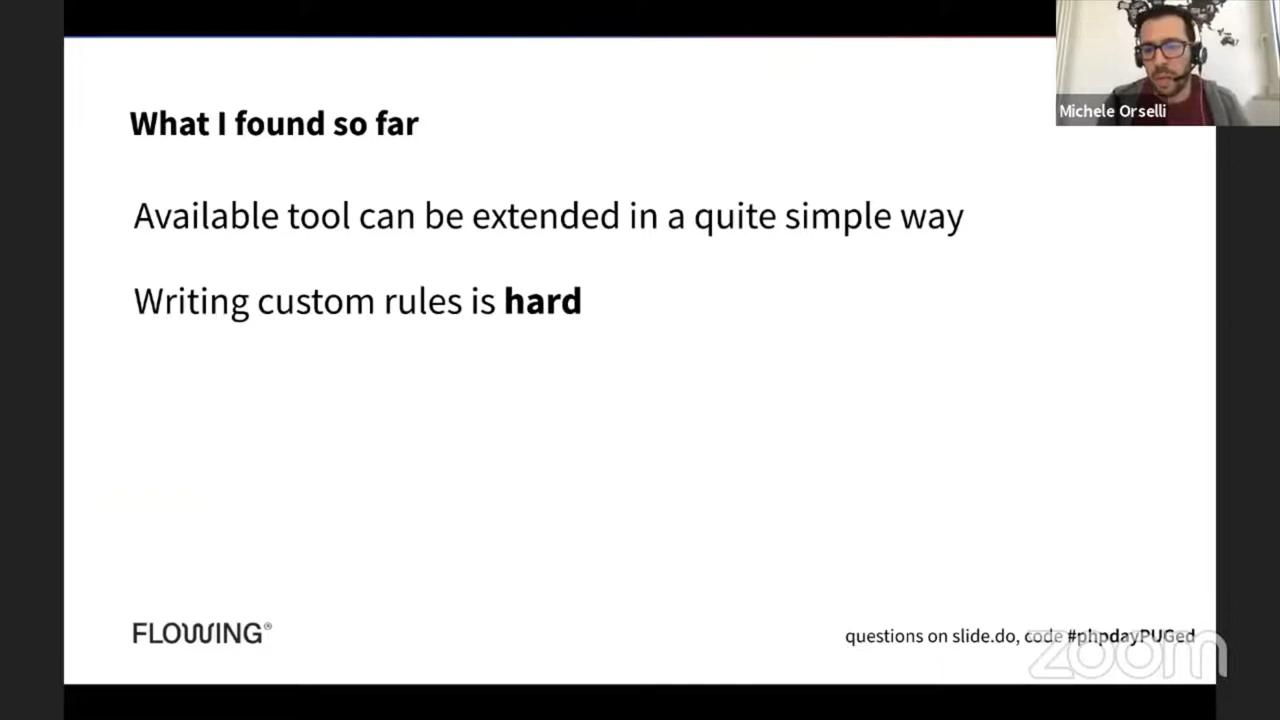 What I found so far
Michele Orselli
Available tool can be extended in a quite simple way
Writing custom rules is hard
FLOWING®
questions on slide.do, code #phpdayPUGed
zoom